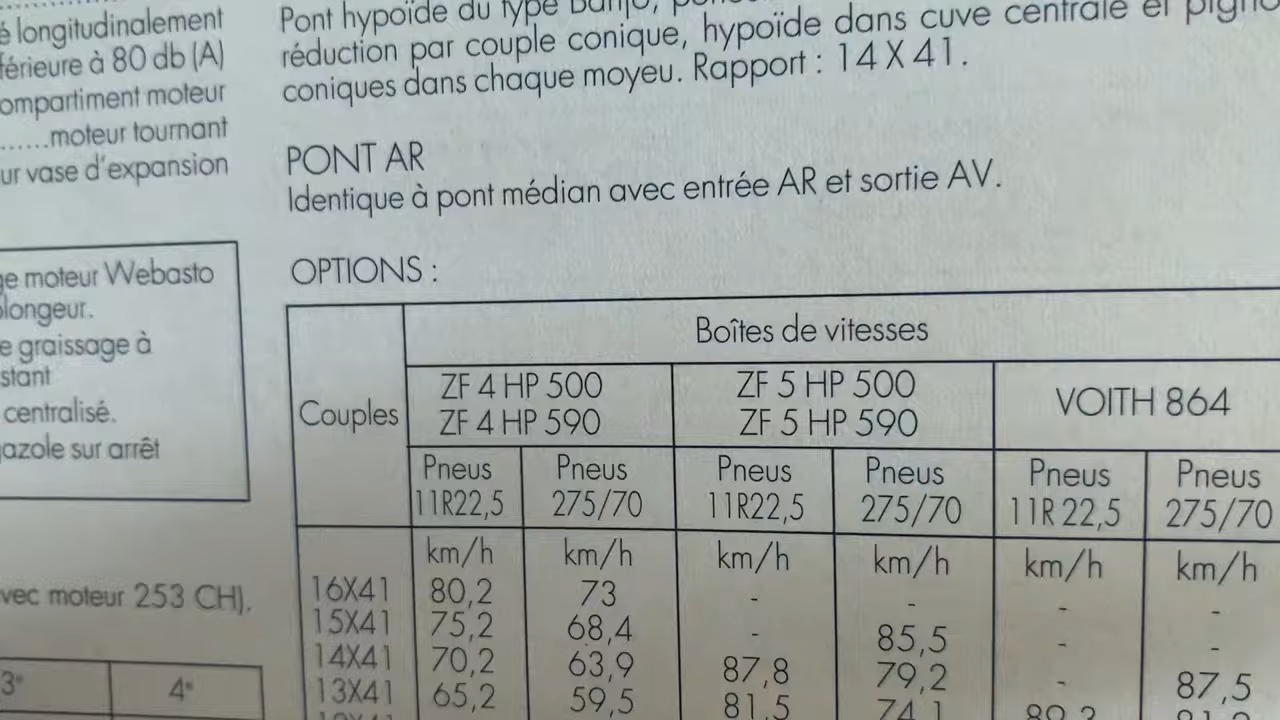 é longitudinalement
férieure à 80 db (A)
ompartiment moteur
......moteur tournant
ur vase d'expansion
ge moteur Webasto
longeur.
e graissage à
stant
centralisé.
gazole sur arrêt
vec moteur 253 CH).
3e 4e
Pont hypoïde du type Banjo,
réduction par couple conique, hypoïde dans cuve centrale et
coniques dans chaque moyeu. Rapport : 14 X 41.
PONT AR
Identique à pont médian avec entrée AR et sortie AV.
OPTIONS :
Boîtes de vitesses
Couples
ZF 4 HP 500 ZF 5 HP 500 VOITH 864
ZF 4 HP 590 ZF 5 HP 590
Pneus Pneus Pneus Pneus Pneus Pneus
11R22,5 275/70 11R22,5 275/70 11R 22,5 275/70
km/h km/h km/h km/h km/h km/h
16X41 80,2 73 - - - -
15X41 75,2 68,4 - 85,5 - -
14X41 70,2 63,9 87,8 79,2 - 87,5
13X41 65,2 59,5 81,5 74,1